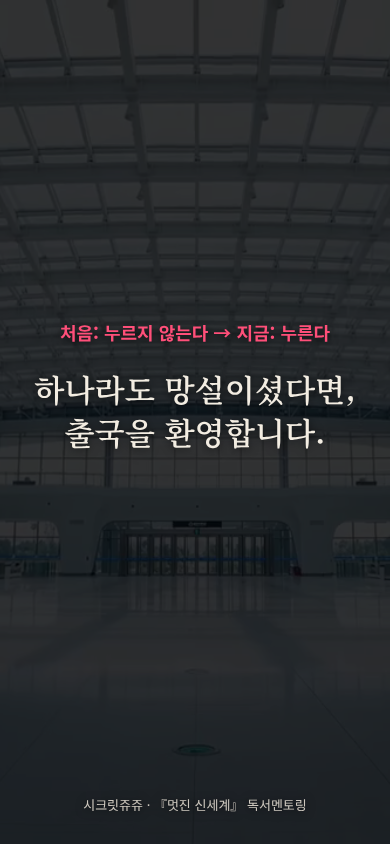 처음: 누르지 않는다 → 지금: 누른다
하나라도 망설이셨다면,
출국을 환영합니다.
시크릿쥬쥬 · 『멋진 신세계』 독서멘토링